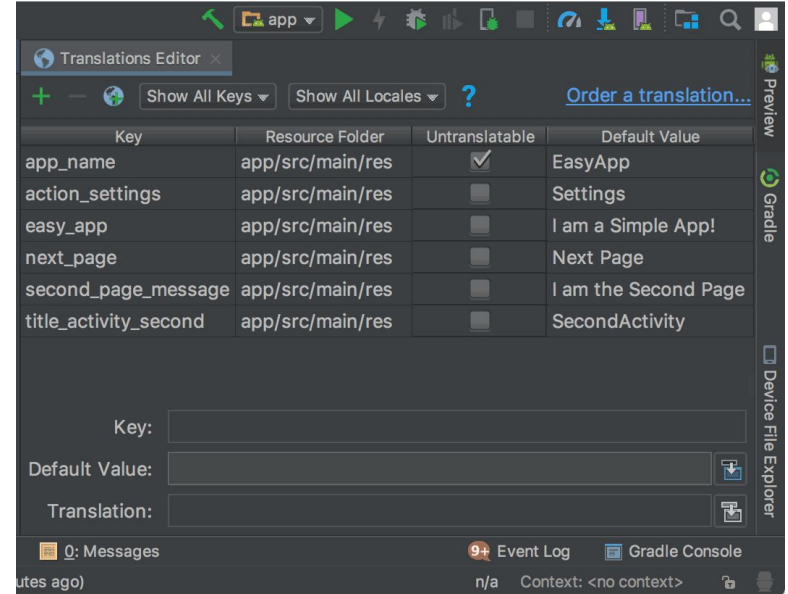 app
Translations Editor
Show All Keys Show All Locales ? Order a translation...
Key Resource Folder Untranslatable Default Value
app_name app/src/main/res EasyApp
action_settings app/src/main/res Settings
easy_app app/src/main/res I am a Simple App!
next_page app/src/main/res Next Page
second_page_message app/src/main/res I am the Second Page
title_activity_second app/src/main/res SecondActivity
Key:
Default Value:
Translation:
Preview
Gradle
Device File Explorer
0: Messages 9+ Event Log Gradle Console
utes ago) n/a Context: <no context>